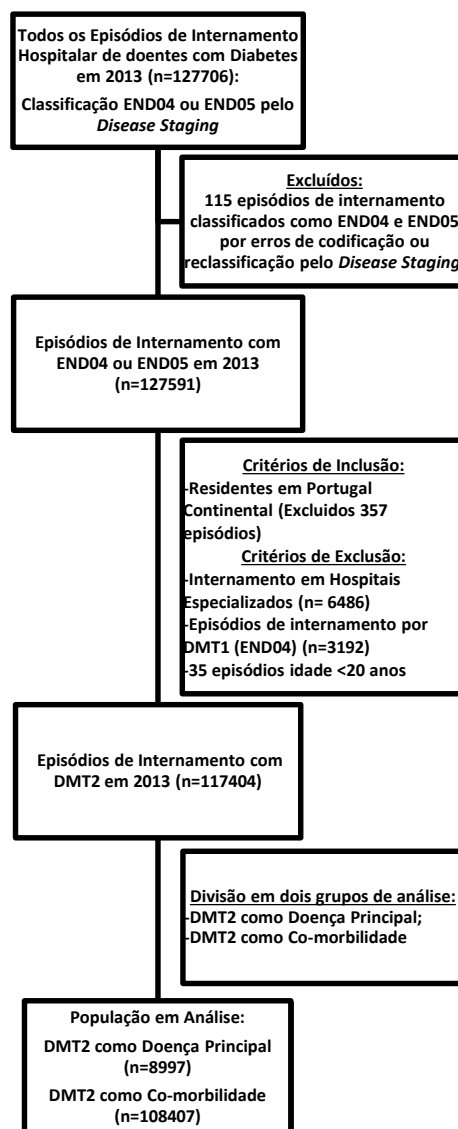 Todos os Episódios de Internamento
Hospitalar de doentes com Diabetes
em 2013 (n=127706):
Classificação END04 ou END05 pelo
Disease Staging
Excluídos:
115 episódios de internamento
classificados como END04 e END05
por erros de codificação ou
reclassificação pelo Disease Staging
Episódios de Internamento com
END04 ou END05 em 2013
(n=127591)
Critérios de Inclusão:
-Residentes em Portugal
Continental (Excluidos 357
episódios)
Critérios de Exclusão:
-Internamento em Hospitais
Especializados (n= 6486)
-Episódios de internamento por
DMT1 (END04) (n=3192)
-35 episódios idade <20 anos
Episódios de Internamento com
DMT2 em 2013 (n=117404)
Divisão em dois grupos de análise:
-DMT2 como Doença Principal;
-DMT2 como Co-morbilidade
População em Análise:
DMT2 como Doença Principal
(n=8997)
DMT2 como Co-morbilidade
(n=108407)